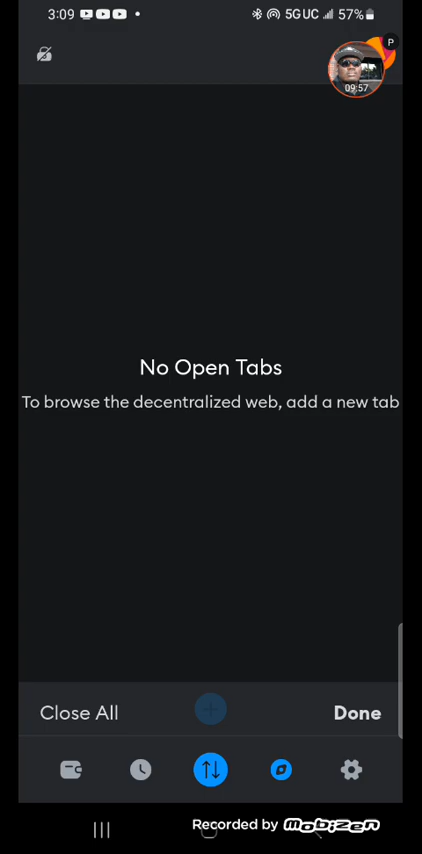 3:09
5G UC
57%
P
09:57
No Open Tabs
To browse the decentralized web, add a new tab
Close All
Done
Recorded by MOBIZEN